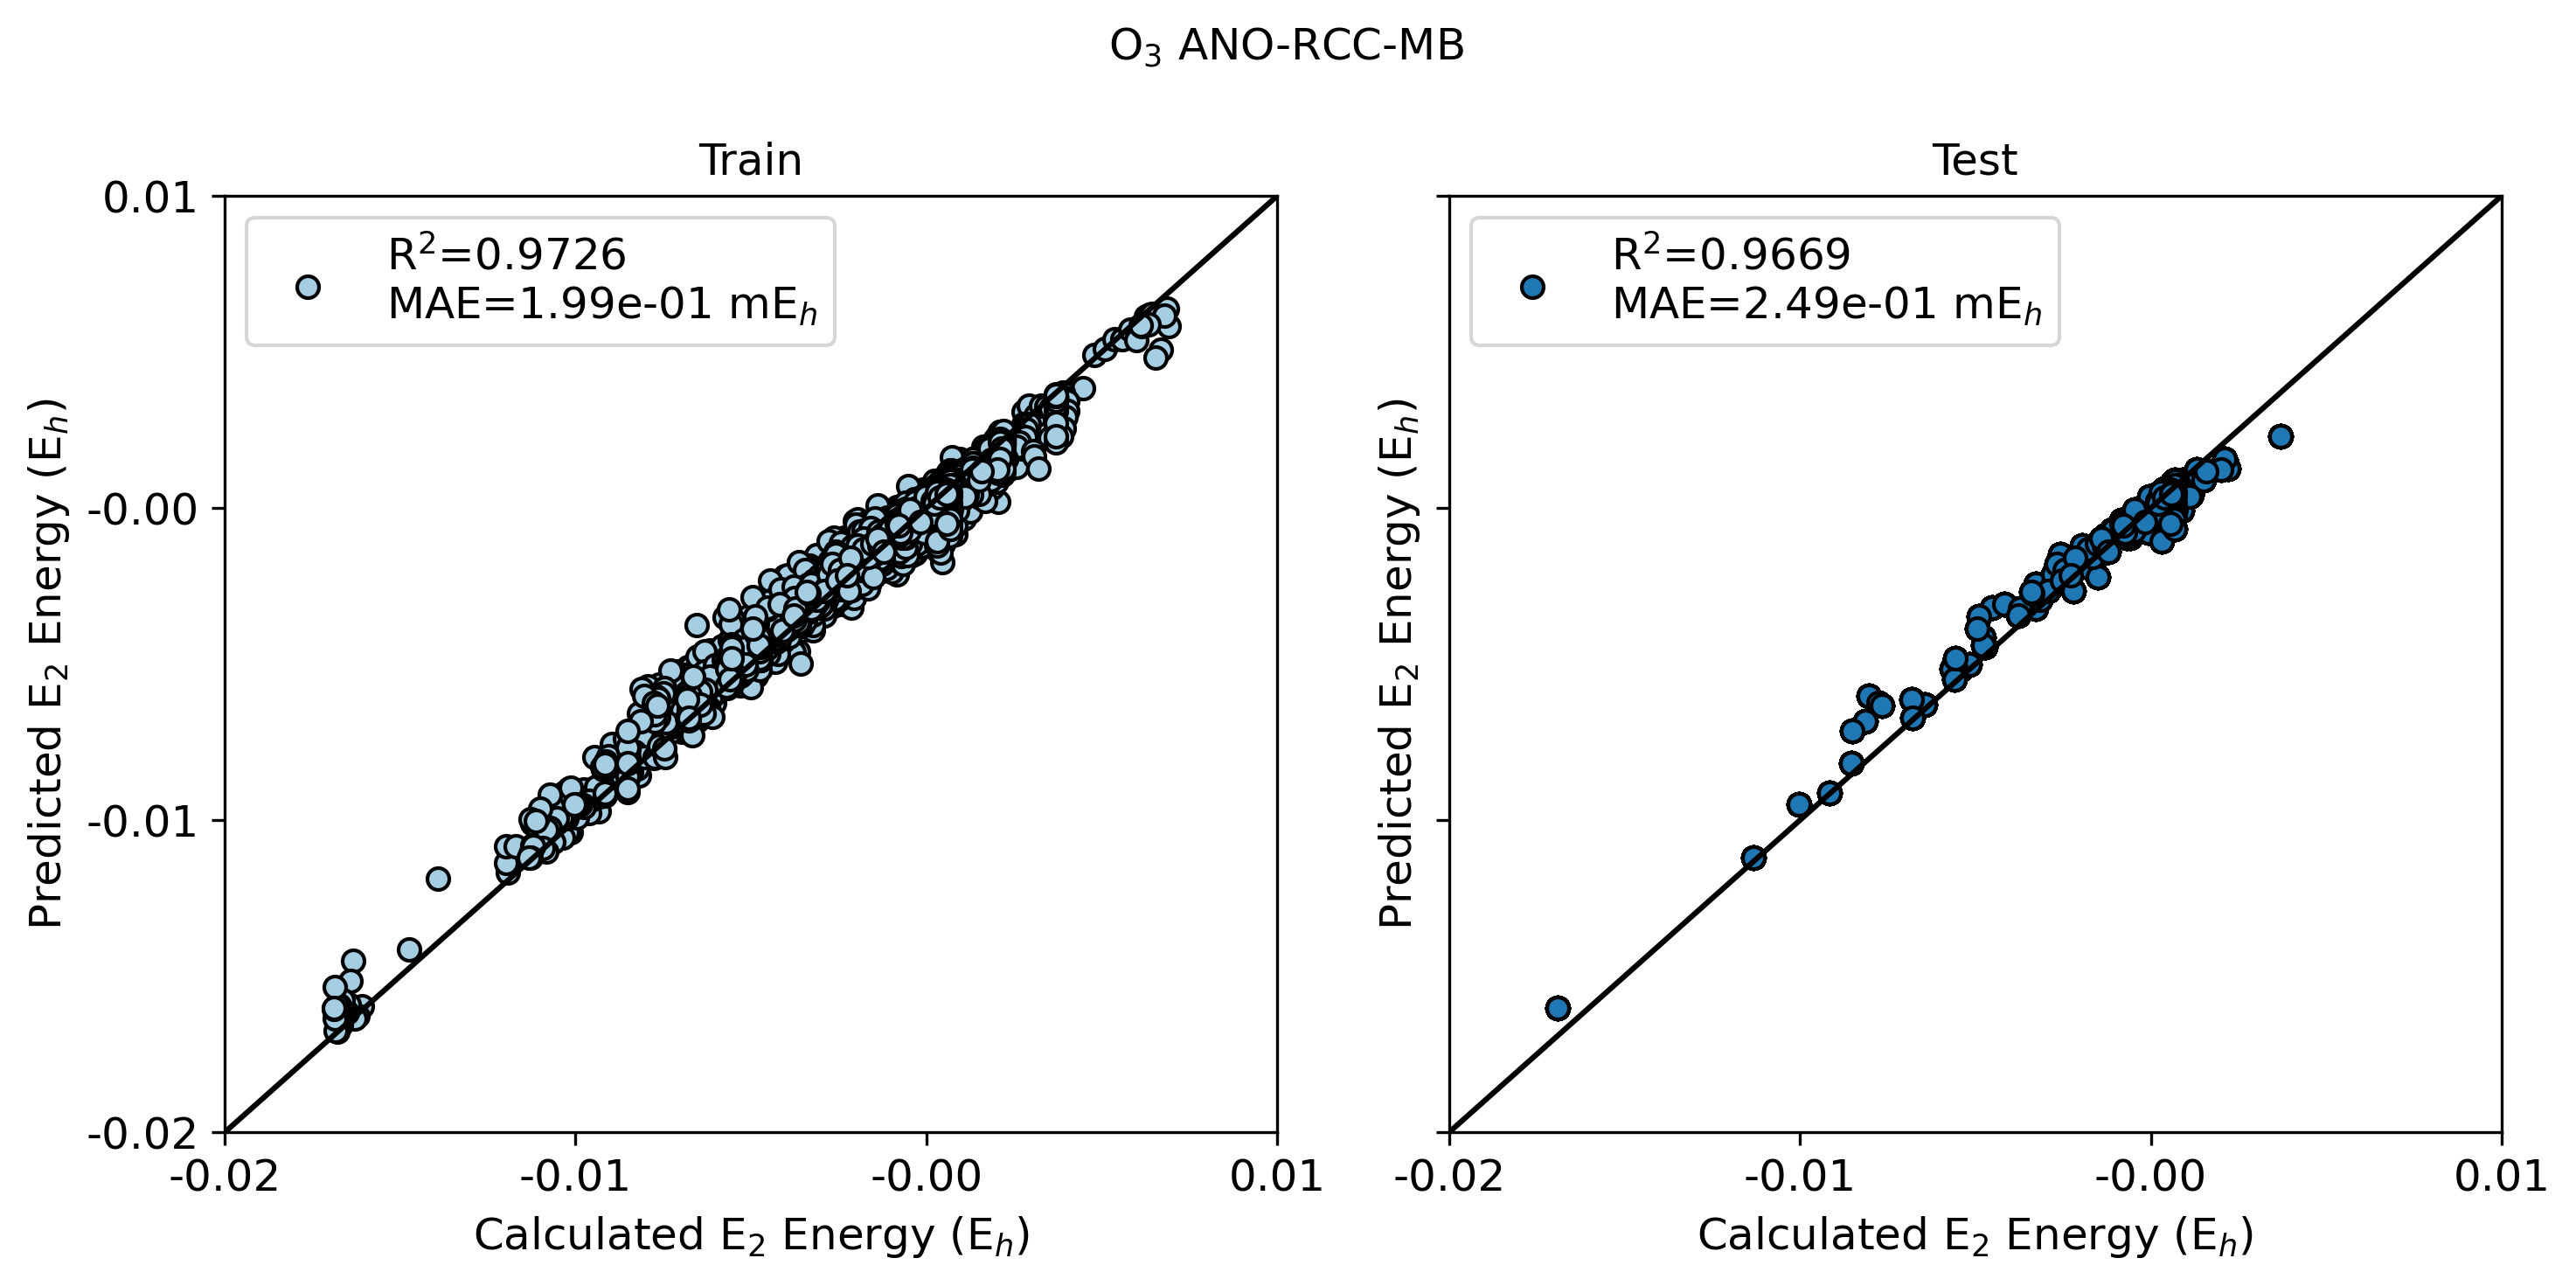 O₃ ANO-RCC-MB
Train
R²=0.9726
MAE=1.99e-01 mEₕ
0.01
-0.00
-0.01
-0.02
Predicted E₂ Energy (Eₕ)
-0.02 -0.01 -0.00 0.01
Calculated E₂ Energy (Eₕ)
Test
R²=0.9669
MAE=2.49e-01 mEₕ
Predicted E₂ Energy (Eₕ)
-0.02 -0.01 -0.00 0.01
Calculated E₂ Energy (Eₕ)